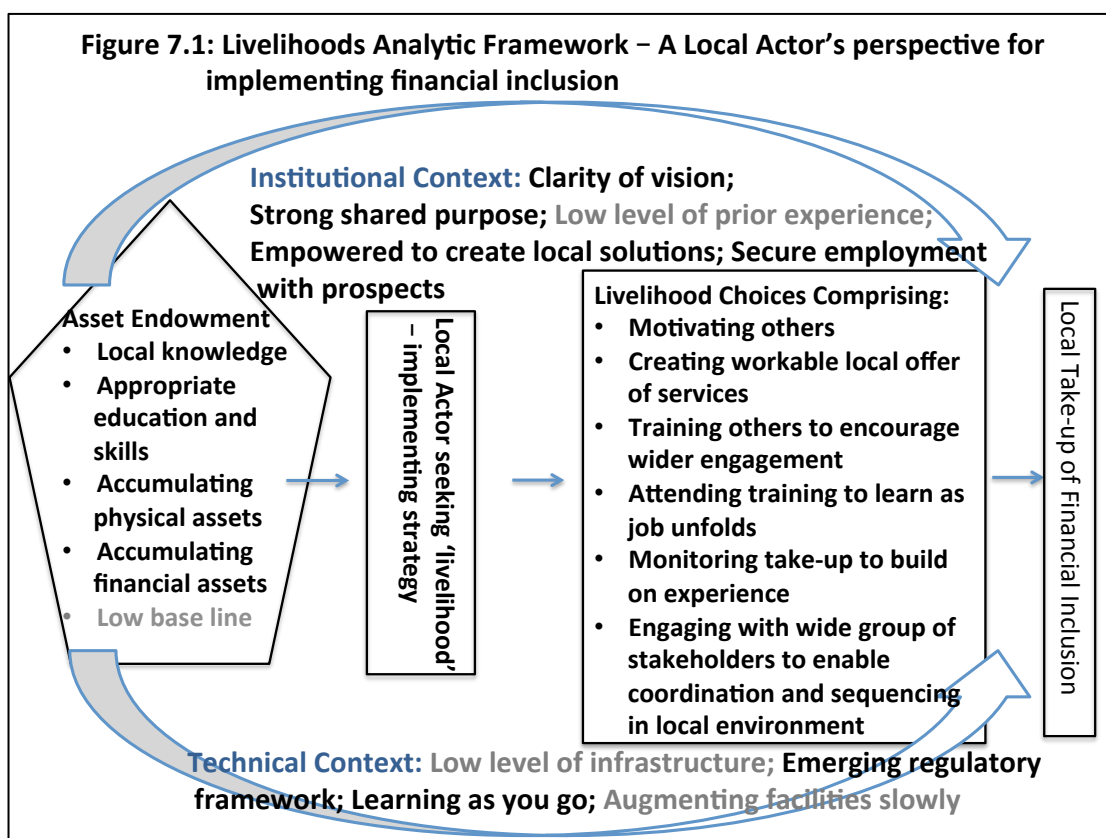 Figure 7.1: Livelihoods Analytic Framework – A Local Actor's perspective for
implementing financial inclusion
Institutional Context: Clarity of vision;
Strong shared purpose; Low level of prior experience;
Empowered to create local solutions; Secure employment
with prospects
Asset Endowment
• Local knowledge
• Appropriate
education and
skills
• Accumulating
physical assets
• Accumulating
financial assets
• Low base line
Local Actor seeking 'livelihood'
– implementing strategy
Livelihood Choices Comprising:
• Motivating others
• Creating workable local offer
of services
• Training others to encourage
wider engagement
• Attending training to learn as
job unfolds
• Monitoring take-up to build
on experience
• Engaging with wide group of
stakeholders to enable
coordination and sequencing
in local environment
Local Take-up of Financial Inclusion
Technical Context: Low level of infrastructure; Emerging regulatory
framework; Learning as you go; Augmenting facilities slowly